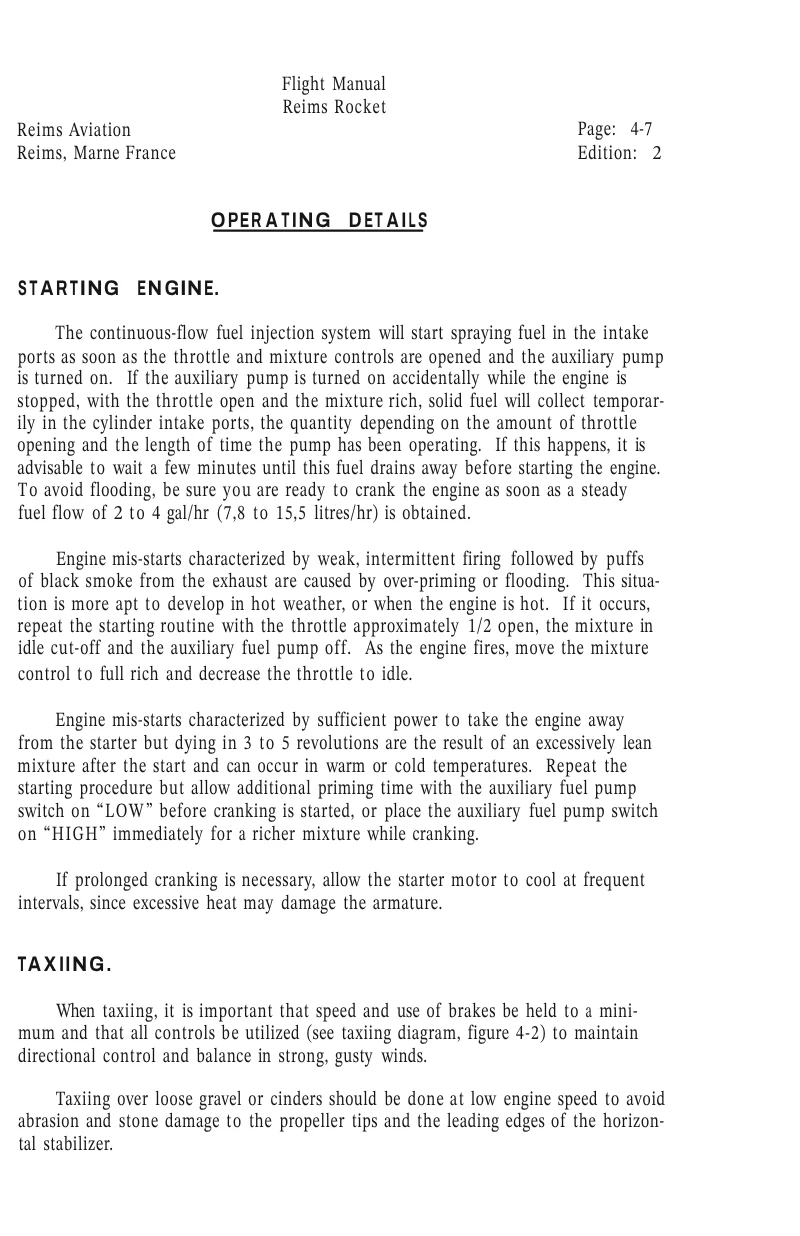 Flight Manual
Reims Rocket
Reims Aviation Page: 4-7
Reims, Marne France Edition: 2
OPERATING DETAILS
STARTING ENGINE.
The continuous-flow fuel injection system will start spraying fuel in the intake
ports as soon as the throttle and mixture controls are opened and the auxiliary pump
is turned on. If the auxiliary pump is turned on accidentally while the engine is
stopped, with the throttle open and the mixture rich, solid fuel will collect temporar-
ily in the cylinder intake ports, the quantity depending on the amount of throttle
opening and the length of time the pump has been operating. If this happens, it is
advisable to wait a few minutes until this fuel drains away before starting the engine.
To avoid flooding, be sure you are ready to crank the engine as soon as a steady
fuel flow of 2 to 4 gal/hr (7,8 to 15,5 litres/hr) is obtained.
Engine mis-starts characterized by weak, intermittent firing followed by puffs
of black smoke from the exhaust are caused by over-priming or flooding. This situa-
tion is more apt to develop in hot weather, or when the engine is hot. If it occurs,
repeat the starting routine with the throttle approximately 1/2 open, the mixture in
idle cut-off and the auxiliary fuel pump off. As the engine fires, move the mixture
control to full rich and decrease the throttle to idle.
Engine mis-starts characterized by sufficient power to take the engine away
from the starter but dying in 3 to 5 revolutions are the result of an excessively lean
mixture after the start and can occur in warm or cold temperatures. Repeat the
starting procedure but allow additional priming time with the auxiliary fuel pump
switch on “LOW” before cranking is started, or place the auxiliary fuel pump switch
on “HIGH” immediately for a richer mixture while cranking.
If prolonged cranking is necessary, allow the starter motor to cool at frequent
intervals, since excessive heat may damage the armature.
TAXIING.
When taxiing, it is important that speed and use of brakes be held to a mini-
mum and that all controls be utilized (see taxiing diagram, figure 4-2) to maintain
directional control and balance in strong, gusty winds.
Taxiing over loose gravel or cinders should be done at low engine speed to avoid
abrasion and stone damage to the propeller tips and the leading edges of the horizon-
tal stabilizer.